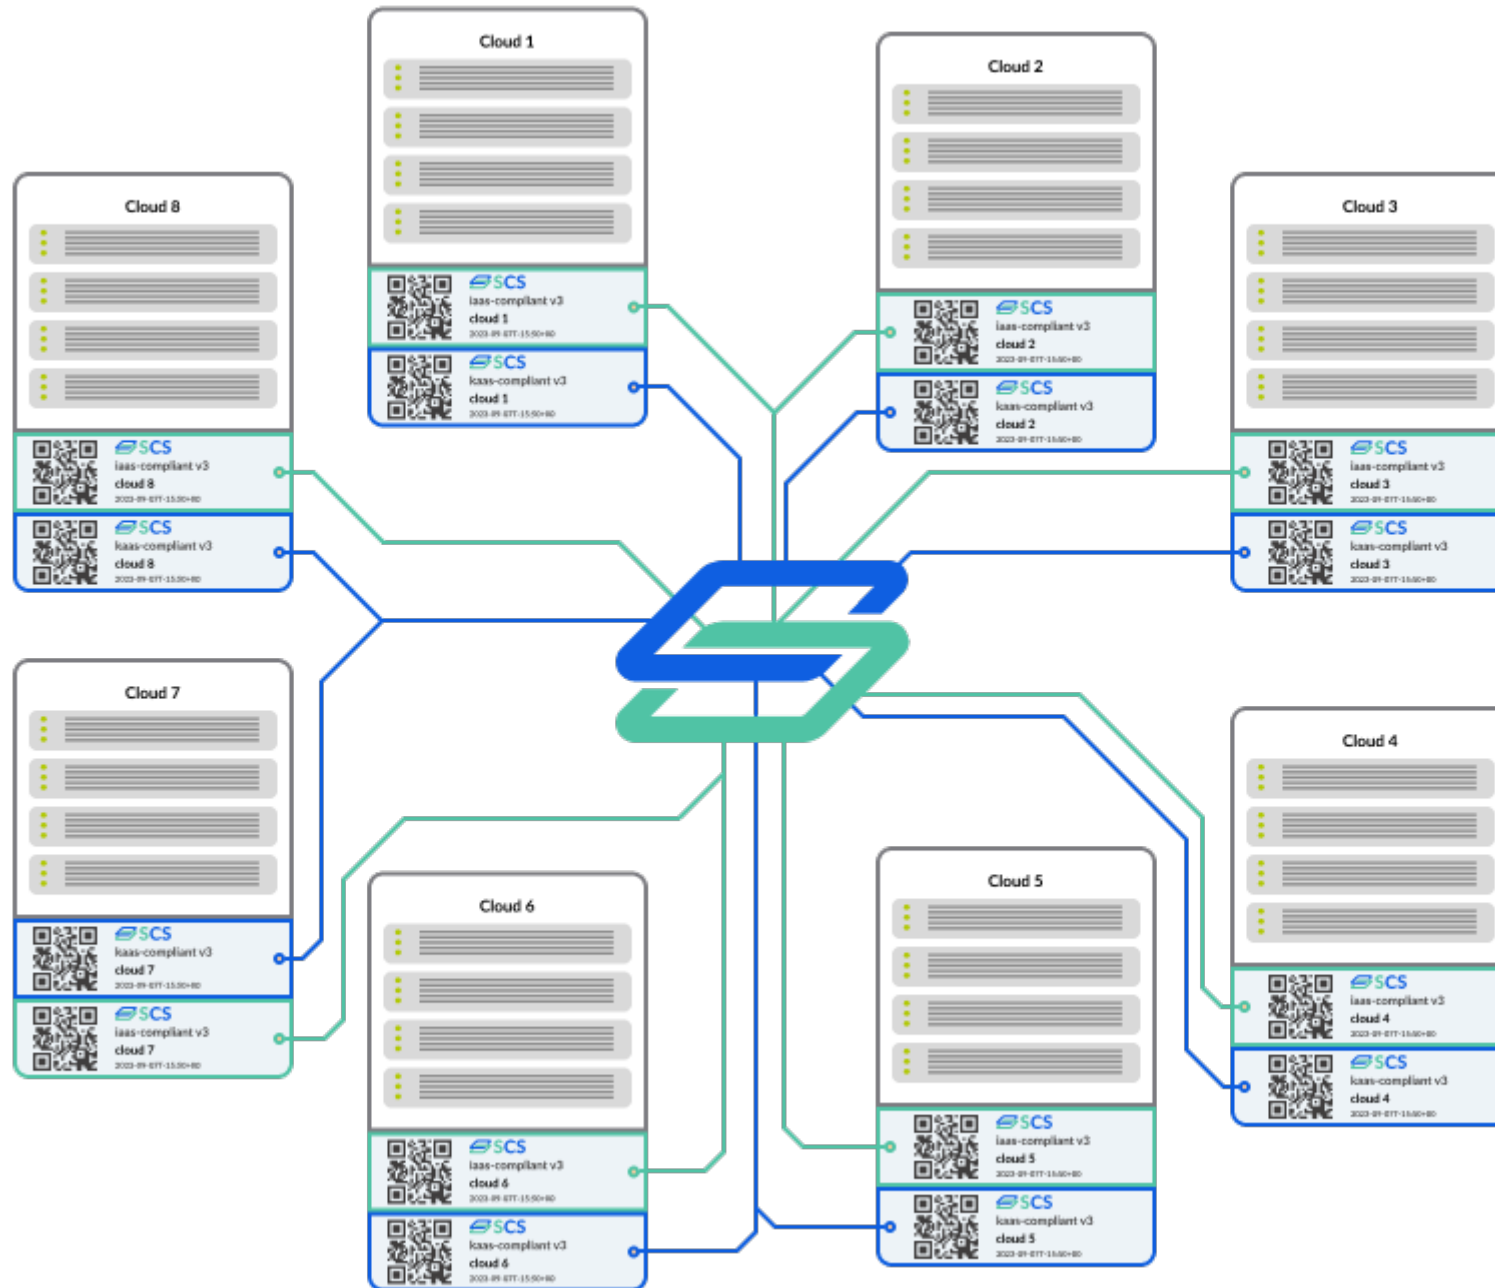 Cloud 1
SCS
iaas-compliant v3
cloud 1
SCS
kaas-compliant v3
cloud 1
Cloud 2
SCS
iaas-compliant v3
cloud 2
SCS
kaas-compliant v3
cloud 2
Cloud 8
SCS
iaas-compliant v3
cloud 8
SCS
kaas-compliant v3
cloud 8
Cloud 3
SCS
iaas-compliant v3
cloud 3
SCS
kaas-compliant v3
cloud 3
Cloud 7
SCS
kaas-compliant v3
cloud 7
SCS
iaas-compliant v3
cloud 7
Cloud 4
SCS
iaas-compliant v3
cloud 4
SCS
kaas-compliant v3
cloud 4
Cloud 6
SCS
iaas-compliant v3
cloud 6
SCS
kaas-compliant v3
cloud 6
Cloud 5
SCS
iaas-compliant v3
cloud 5
SCS
kaas-compliant v3
cloud 5